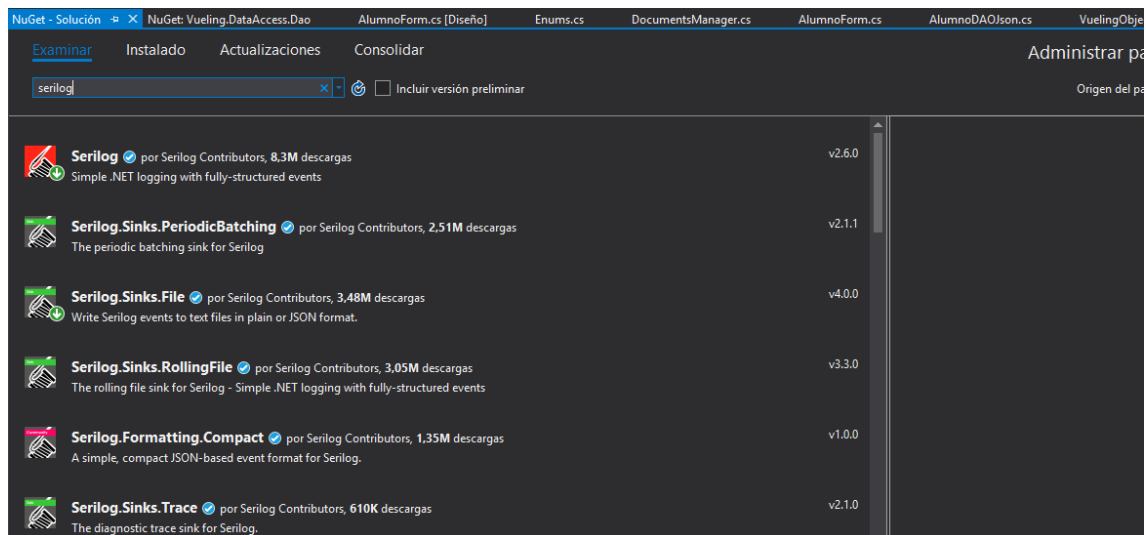 NuGet - Solución NuGet: Vueling.DataAccess.Dao AlumnoForm.cs [Diseño] Enums.cs DocumentsManager.cs AlumnoForm.cs AlumnoDAOJson.cs VuelingObje
Examinar Instalado Actualizaciones Consolidar Administrar pa
serilog Incluir versión preliminar Origen del pa
Serilog por Serilog Contributors, 8,3M descargas v2.6.0
Simple .NET logging with fully-structured events
Serilog.Sinks.PeriodicBatching por Serilog Contributors, 2,51M descargas v2.1.1
The periodic batching sink for Serilog
Serilog.Sinks.File por Serilog Contributors, 3,48M descargas v4.0.0
Write Serilog events to text files in plain or JSON format.
Serilog.Sinks.RollingFile por Serilog Contributors, 3,05M descargas v3.3.0
The rolling file sink for Serilog - Simple .NET logging with fully-structured events
Serilog.Formatting.Compact por Serilog Contributors, 1,35M descargas v1.0.0
A simple, compact JSON-based event format for Serilog.
Serilog.Sinks.Trace por Serilog Contributors, 610K descargas v2.1.0
The diagnostic trace sink for Serilog.